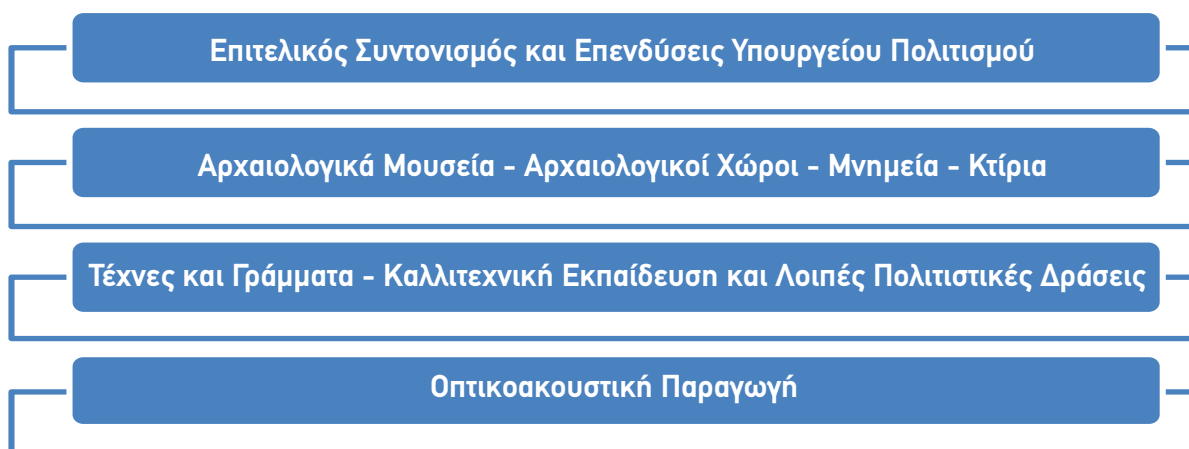 Επιτελικός Συντονισμός και Επενδύσεις Υπουργείου Πολιτισμού
Αρχαιολογικά Μουσεία - Αρχαιολογικοί Χώροι - Μνημεία - Κτίρια
Τέχνες και Γράμματα - Καλλιτεχνική Εκπαίδευση και Λοιπές Πολιτιστικές Δράσεις
Οπτικοακουστική Παραγωγή